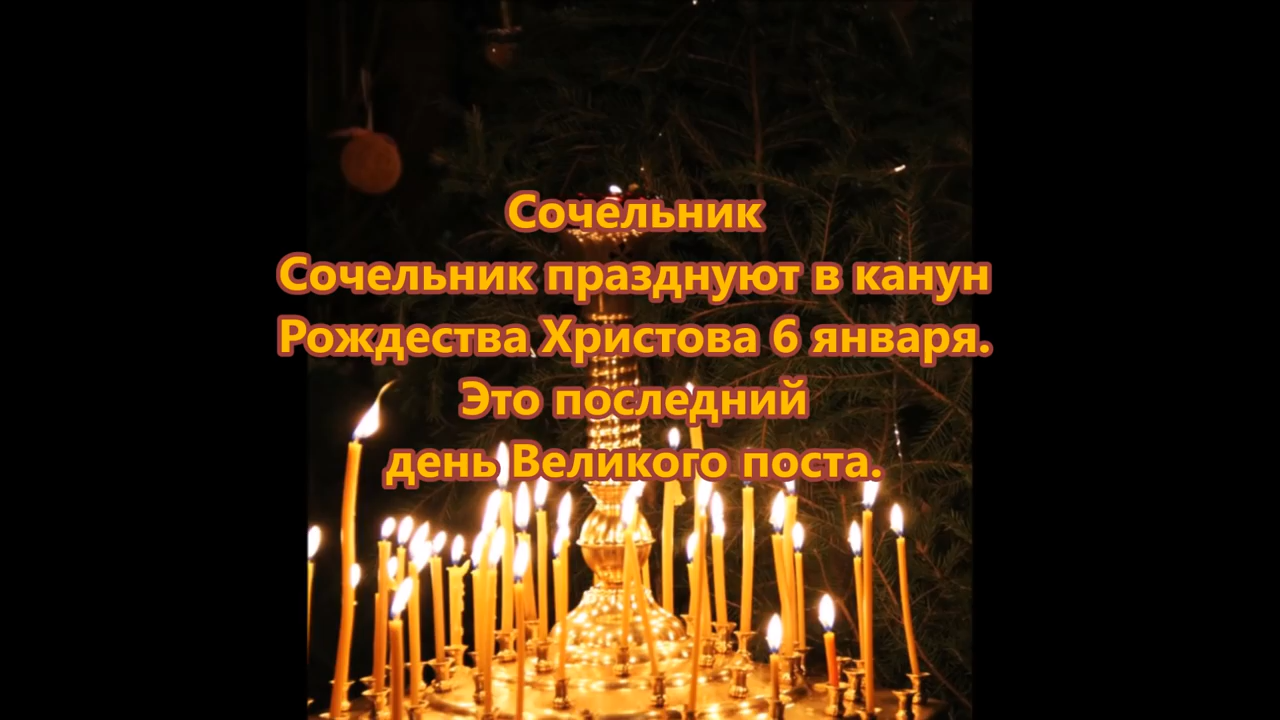 Сочельник
Сочельник празднуют в канун
Рождества Христова 6 января.
Это последний
день Великого поста.